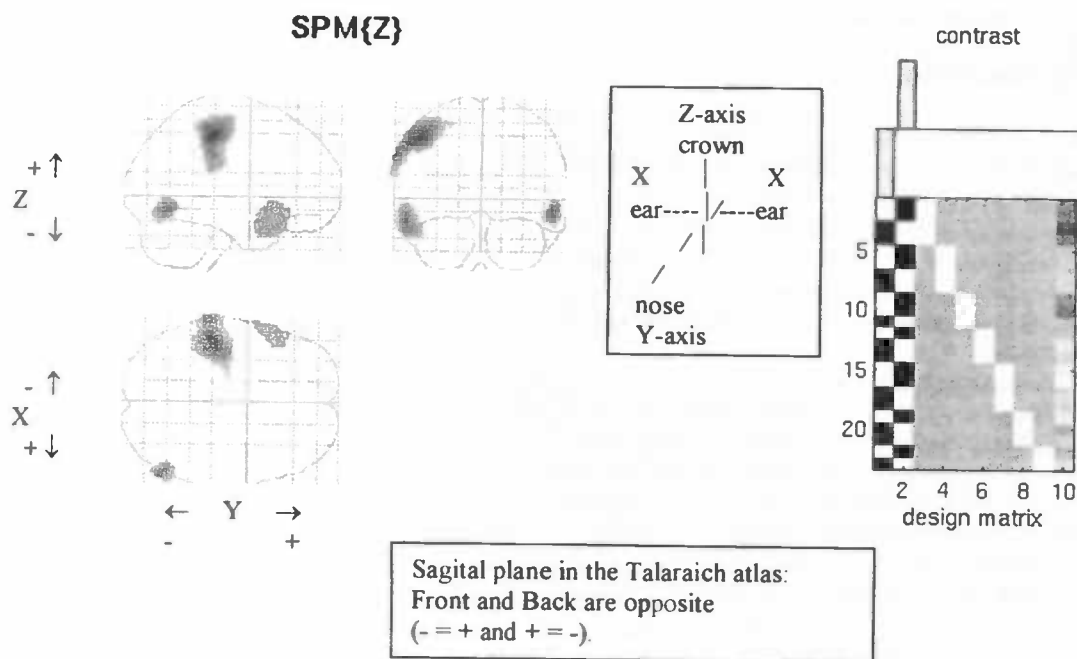 SPM{Z}
contrast
+ ↑
Z
- ↓
Z-axis
crown
X X
ear---- ----ear
nose
Y-axis
- ↑
X
+ ↓
← Y →
- +
5
10
15
20
2 4 6 8 10
design matrix
Sagital plane in the Talaraich atlas:
Front and Back are opposite
(- = + and + = -).